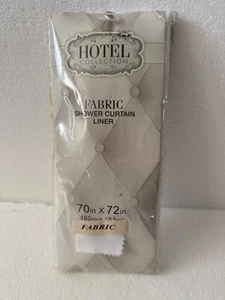 HOTEL
COLLECTION
FABRIC
SHOWER CURTAIN
LINER
70in X 72in
FABRIC